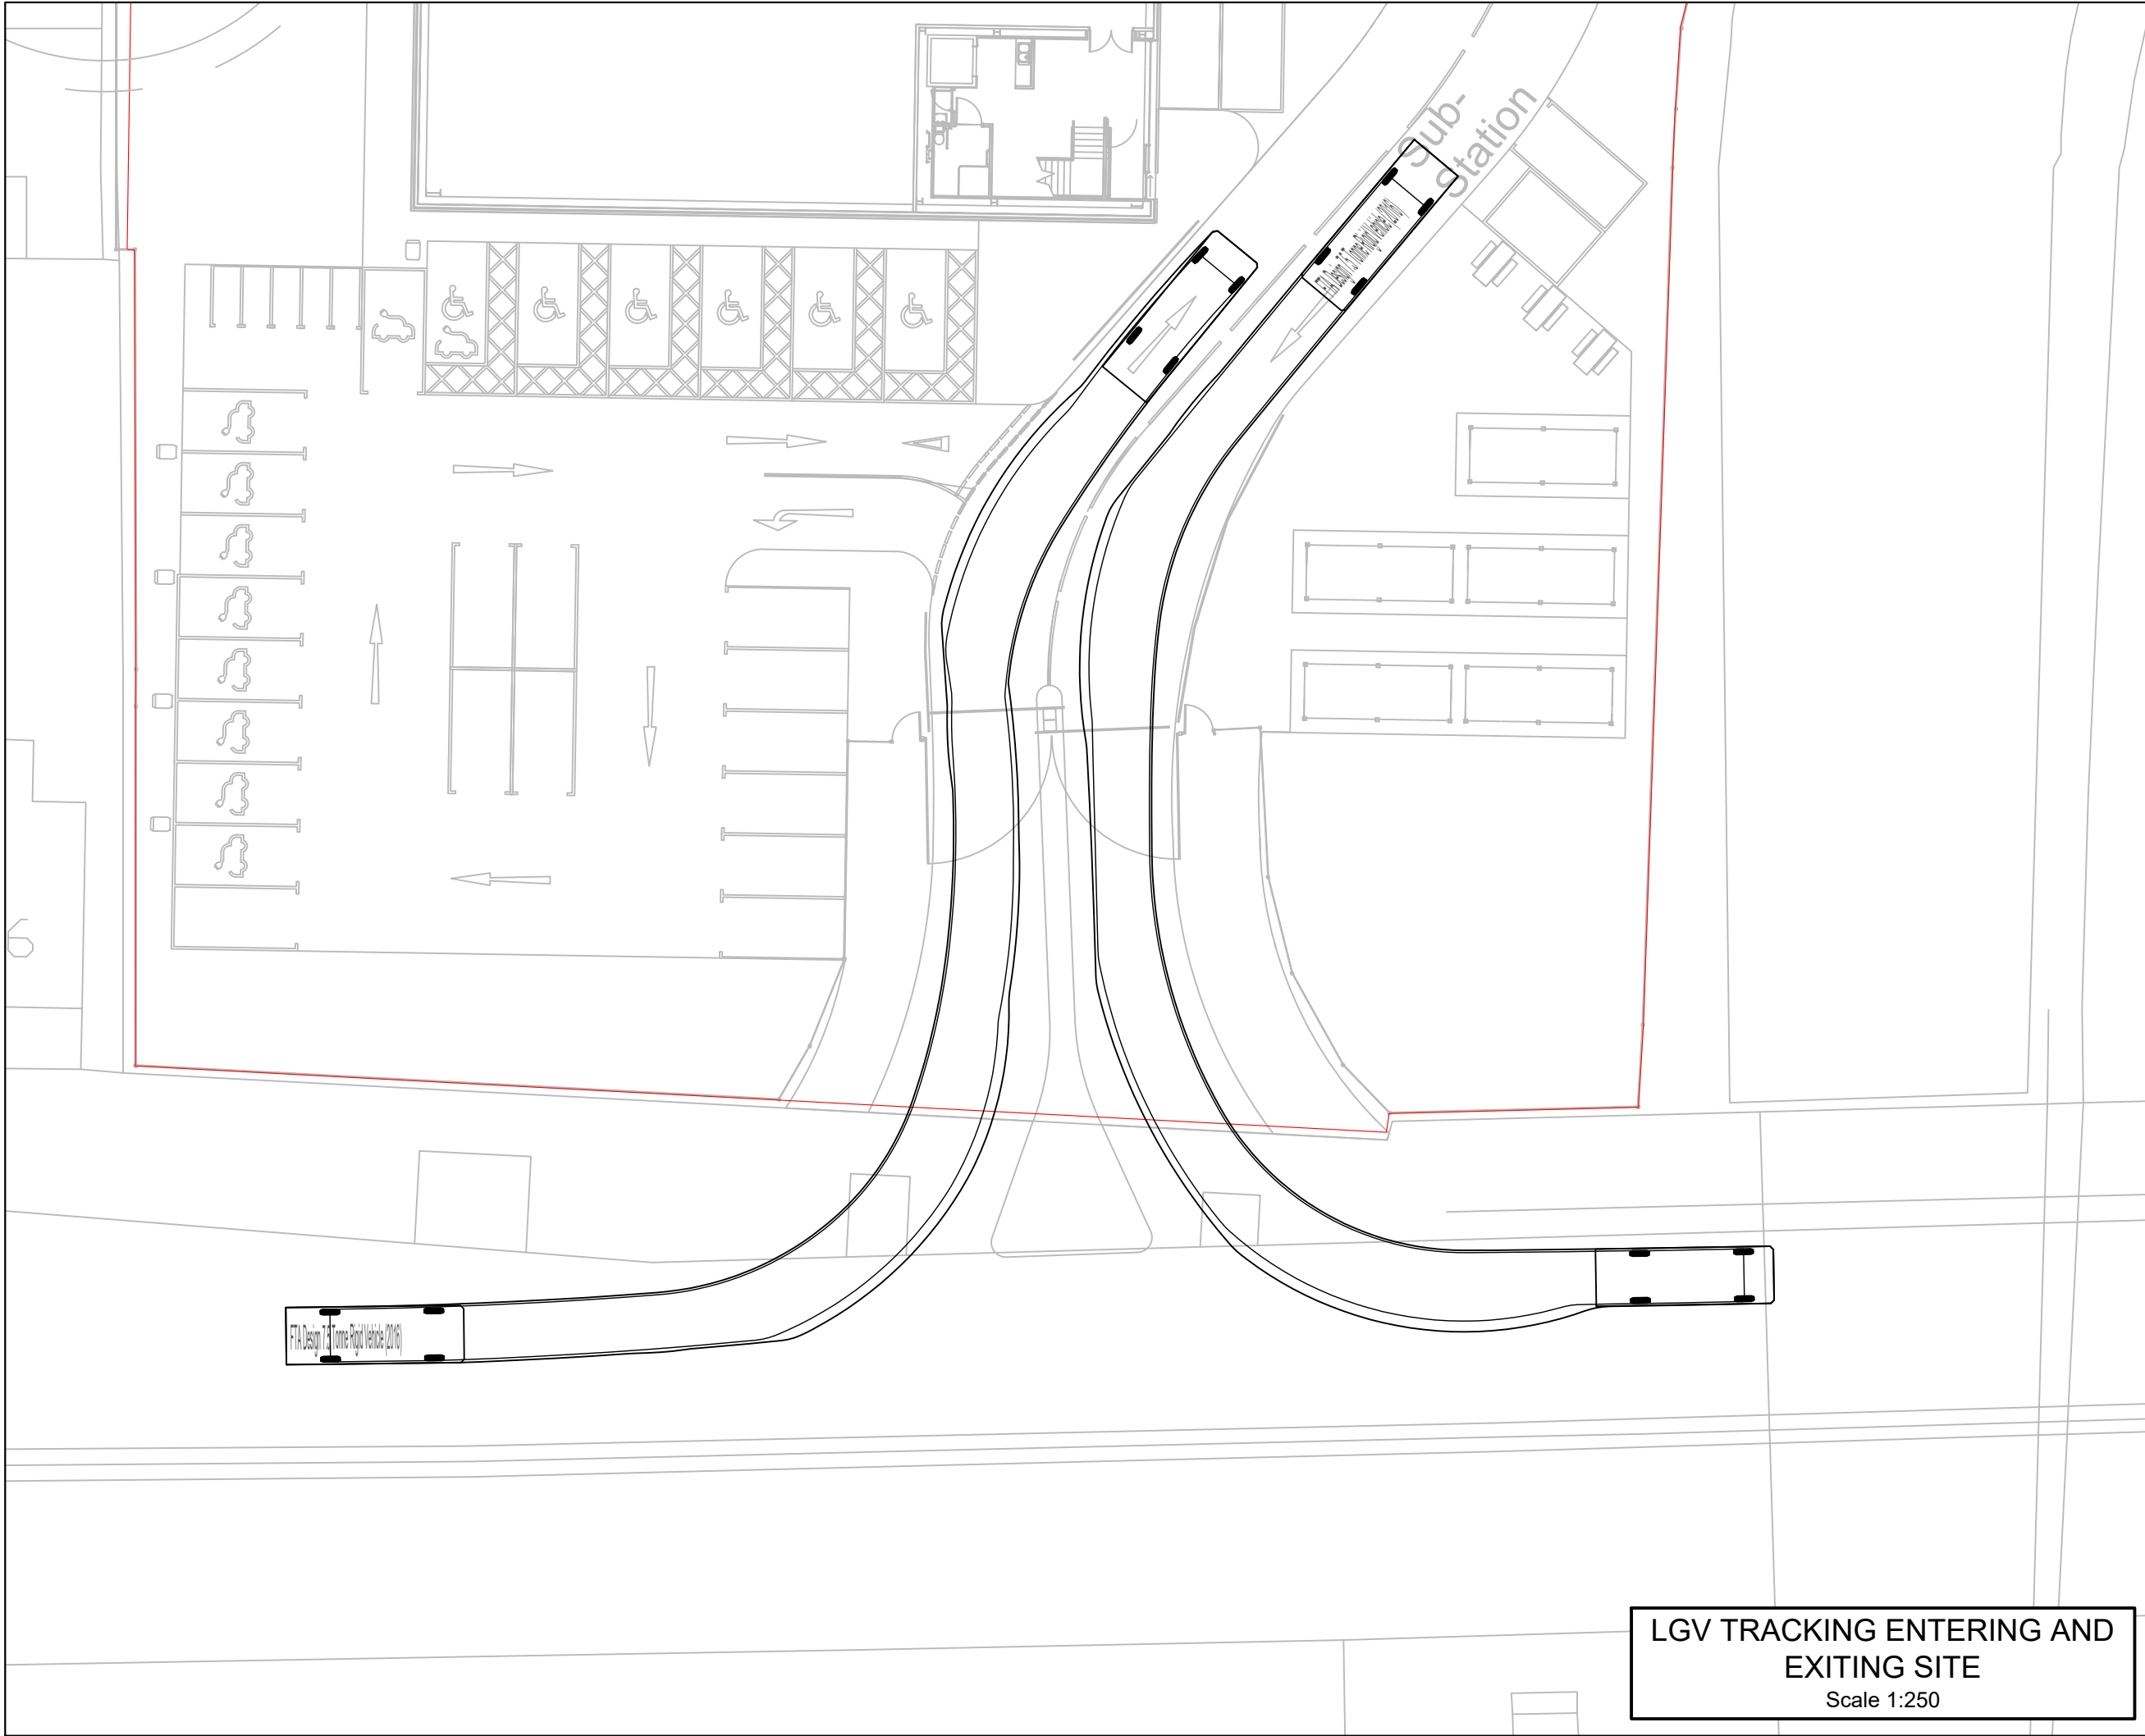 Sub-
Station
FTA Design 7.5 Tonne Rigid Vehicle (2016)
LGV TRACKING ENTERING AND
EXITING SITE
Scale 1:250